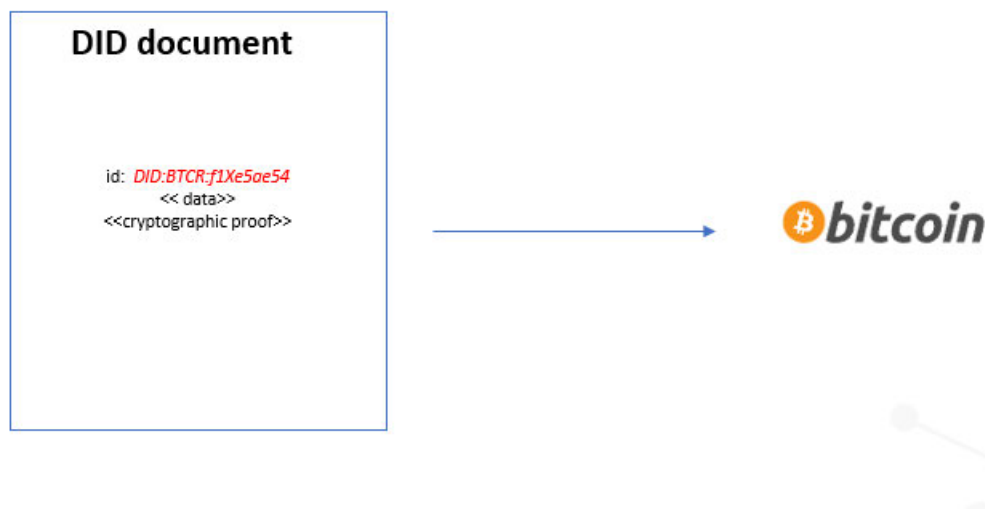 DID document
id: DID:BTCR:f1Xe5ae54
<< data>>
<<cryptographic proof>>
bitcoin